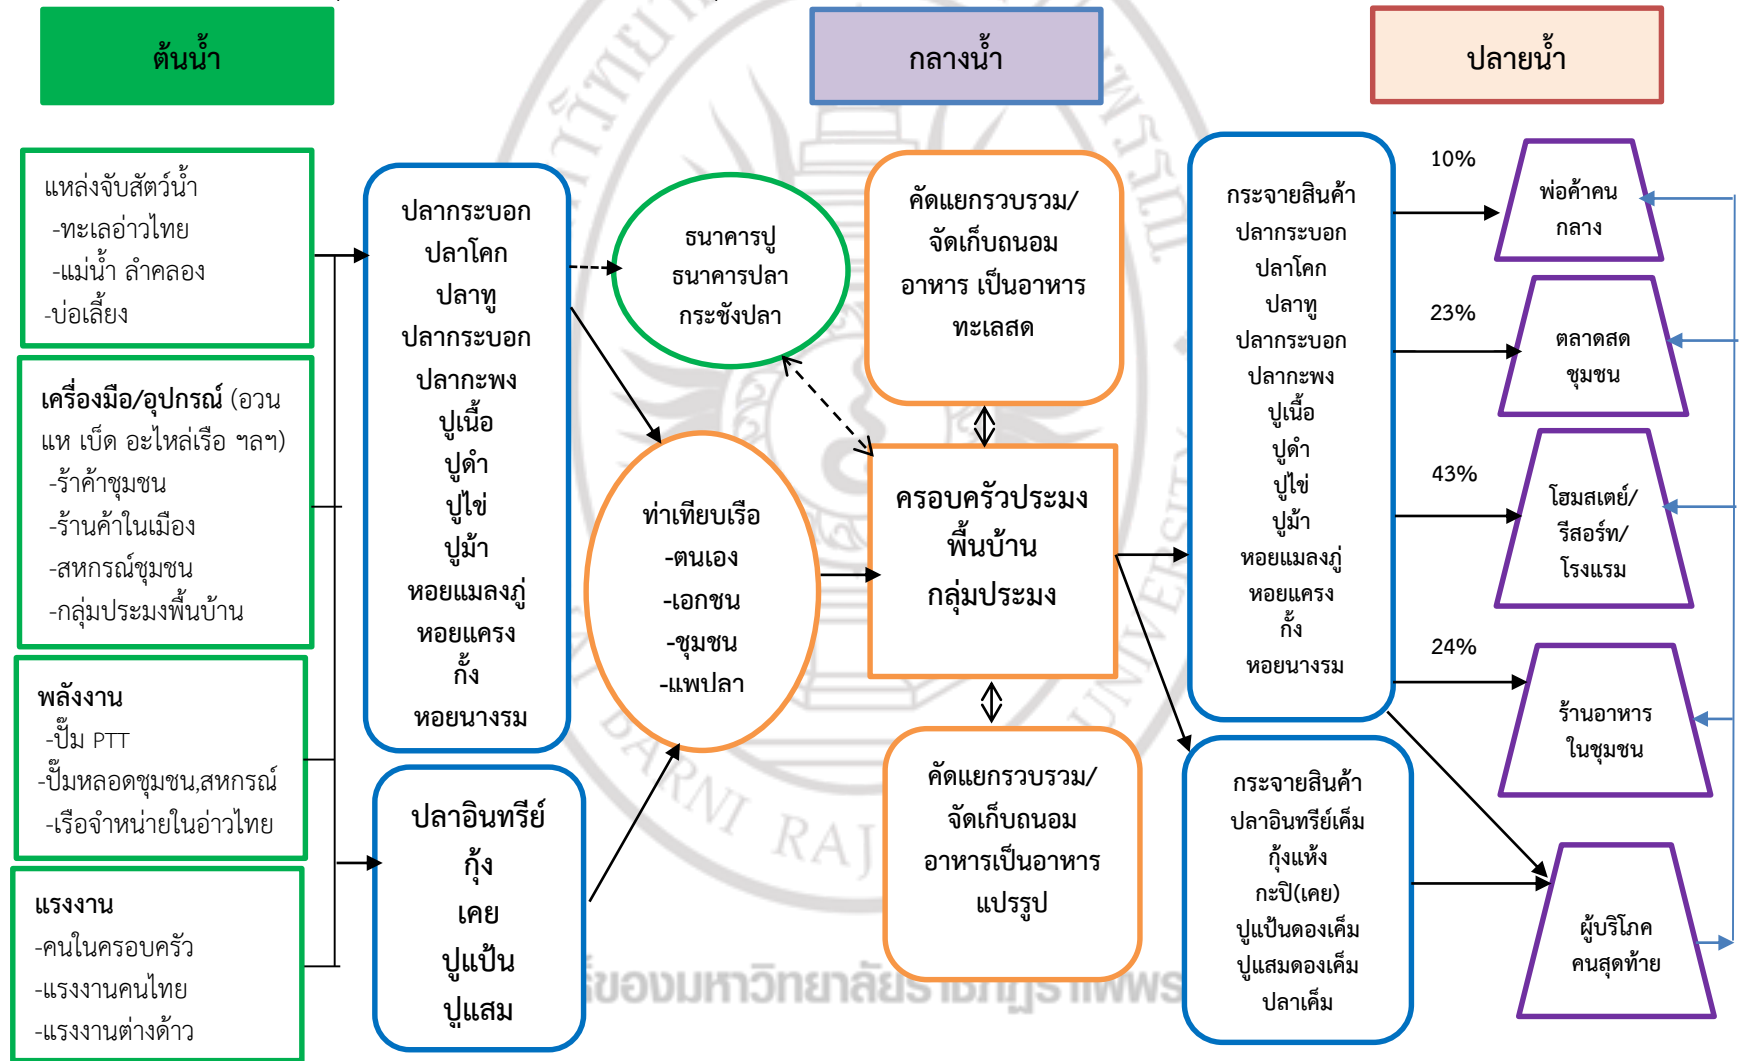 ต้นน้ำ
กลางน้ำ
ปลายน้ำ
แหล่งจับสัตว์น้ำ
-ทะเลอ่าวไทย
-แม่น้ำ ลำคลอง
-บ่อเลี้ยง
เครื่องมือ/อุปกรณ์ (อวน
แห เบ็ด อะไหล่เรือ ฯลฯ)
-ร้าค้าชุมชน
-ร้านค้าในเมือง
-สหกรณ์ชุมชน
-กลุ่มประมงพื้นบ้าน
พลังงาน
-ปั๊ม PTT
-ปั๊มหลอดชุมชน,สหกรณ์
-เรือจำหน่ายในอ่าวไทย
แรงงาน
-คนในครอบครัว
-แรงงานคนไทย
-แรงงานต่างด้าว
ปลากระบอก
ปลาโคก
ปลาทู
ปลากระบอก
ปลากะพง
ปูเนื้อ
ปูดำ
ปูไข่
ปูม้า
หอยแมลงภู่
หอยแครง
กั้ง
หอยนางรม
ปลาอินทรีย์
กุ้ง
เคย
ปูแป้น
ปูแสม
ธนาคารปู
ธนาคารปลา
กระชังปลา
ท่าเทียบเรือ
-ตนเอง
-เอกชน
-ชุมชน
-แพปลา
คัดแยกรวบรวม/
จัดเก็บถนอม
อาหาร เป็นอาหาร
ทะเลสด
ครอบครัวประมง
พื้นบ้าน
กลุ่มประมง
คัดแยกรวบรวม/
จัดเก็บถนอม
อาหารเป็นอาหาร
แปรรูป
กระจายสินค้า
ปลากระบอก
ปลาโคก
ปลาทู
ปลากระบอก
ปลากะพง
ปูเนื้อ
ปูดำ
ปูไข่
ปูม้า
หอยแมลงภู่
หอยแครง
กั้ง
หอยนางรม
กระจายสินค้า
ปลาอินทรีย์เค็ม
กุ้งแห้ง
กะปิ(เคย)
ปูแป้นดองเค็ม
ปูแสมดองเค็ม
ปลาเค็ม
10%
พ่อค้าคน
กลาง
23%
ตลาดสด
ชุมชน
43%
โฮมสเตย์/
รีสอร์ท/
โรงแรม
24%
ร้านอาหาร
ในชุมชน
ผู้บริโภค
คนสุดท้าย
BARNI RAJ
UNIVERSITY
ของมหาวิทยาลัยราชภัฏรำไพพร